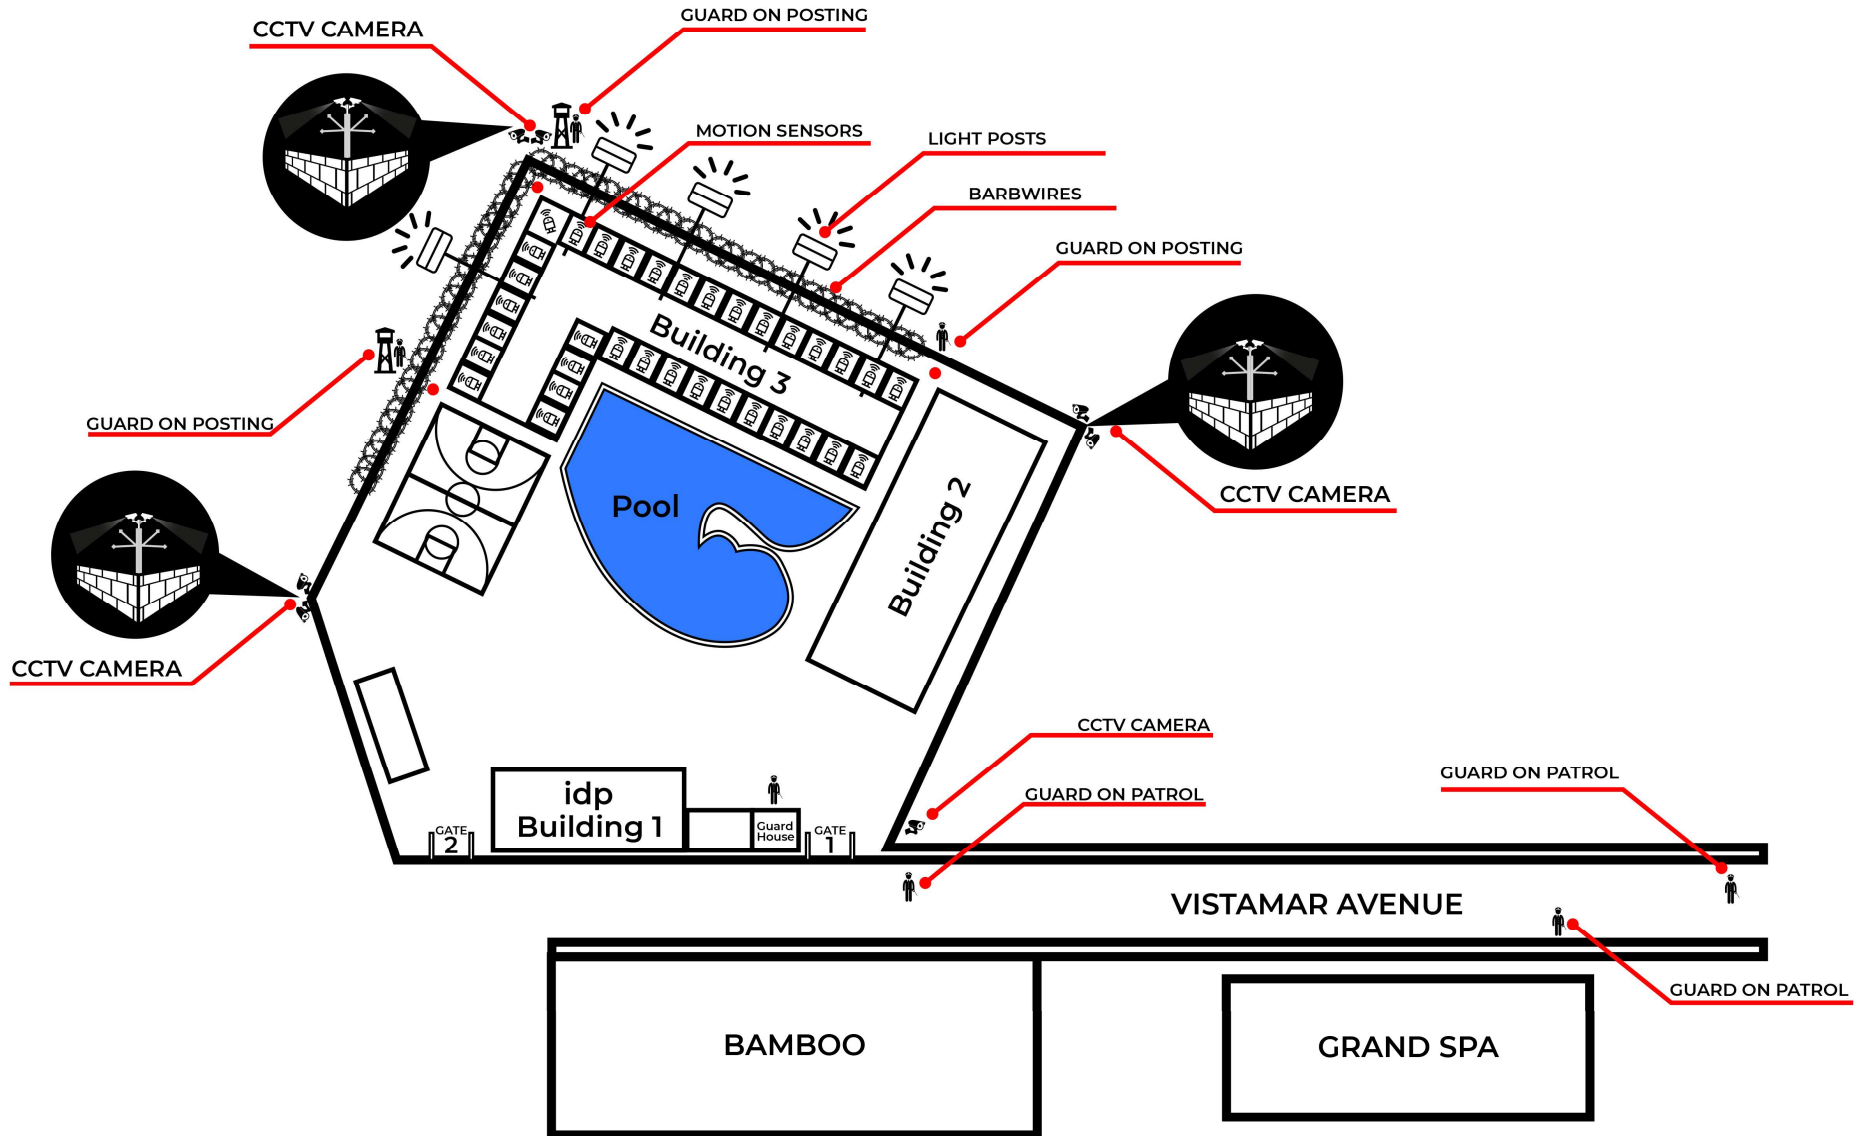 GUARD ON POSTING
CCTV CAMERA
MOTION SENSORS
LIGHT POSTS
BARBWIRES
GUARD ON POSTING
Building 3
GUARD ON POSTING
CCTV CAMERA
Pool
Building 2
CCTV CAMERA
CCTV CAMERA
GUARD ON PATROL
GUARD ON PATROL
idp
Building 1
Guard
House
GATE
1
GATE
2
VISTAMAR AVENUE
GUARD ON PATROL
BAMBOO
GRAND SPA